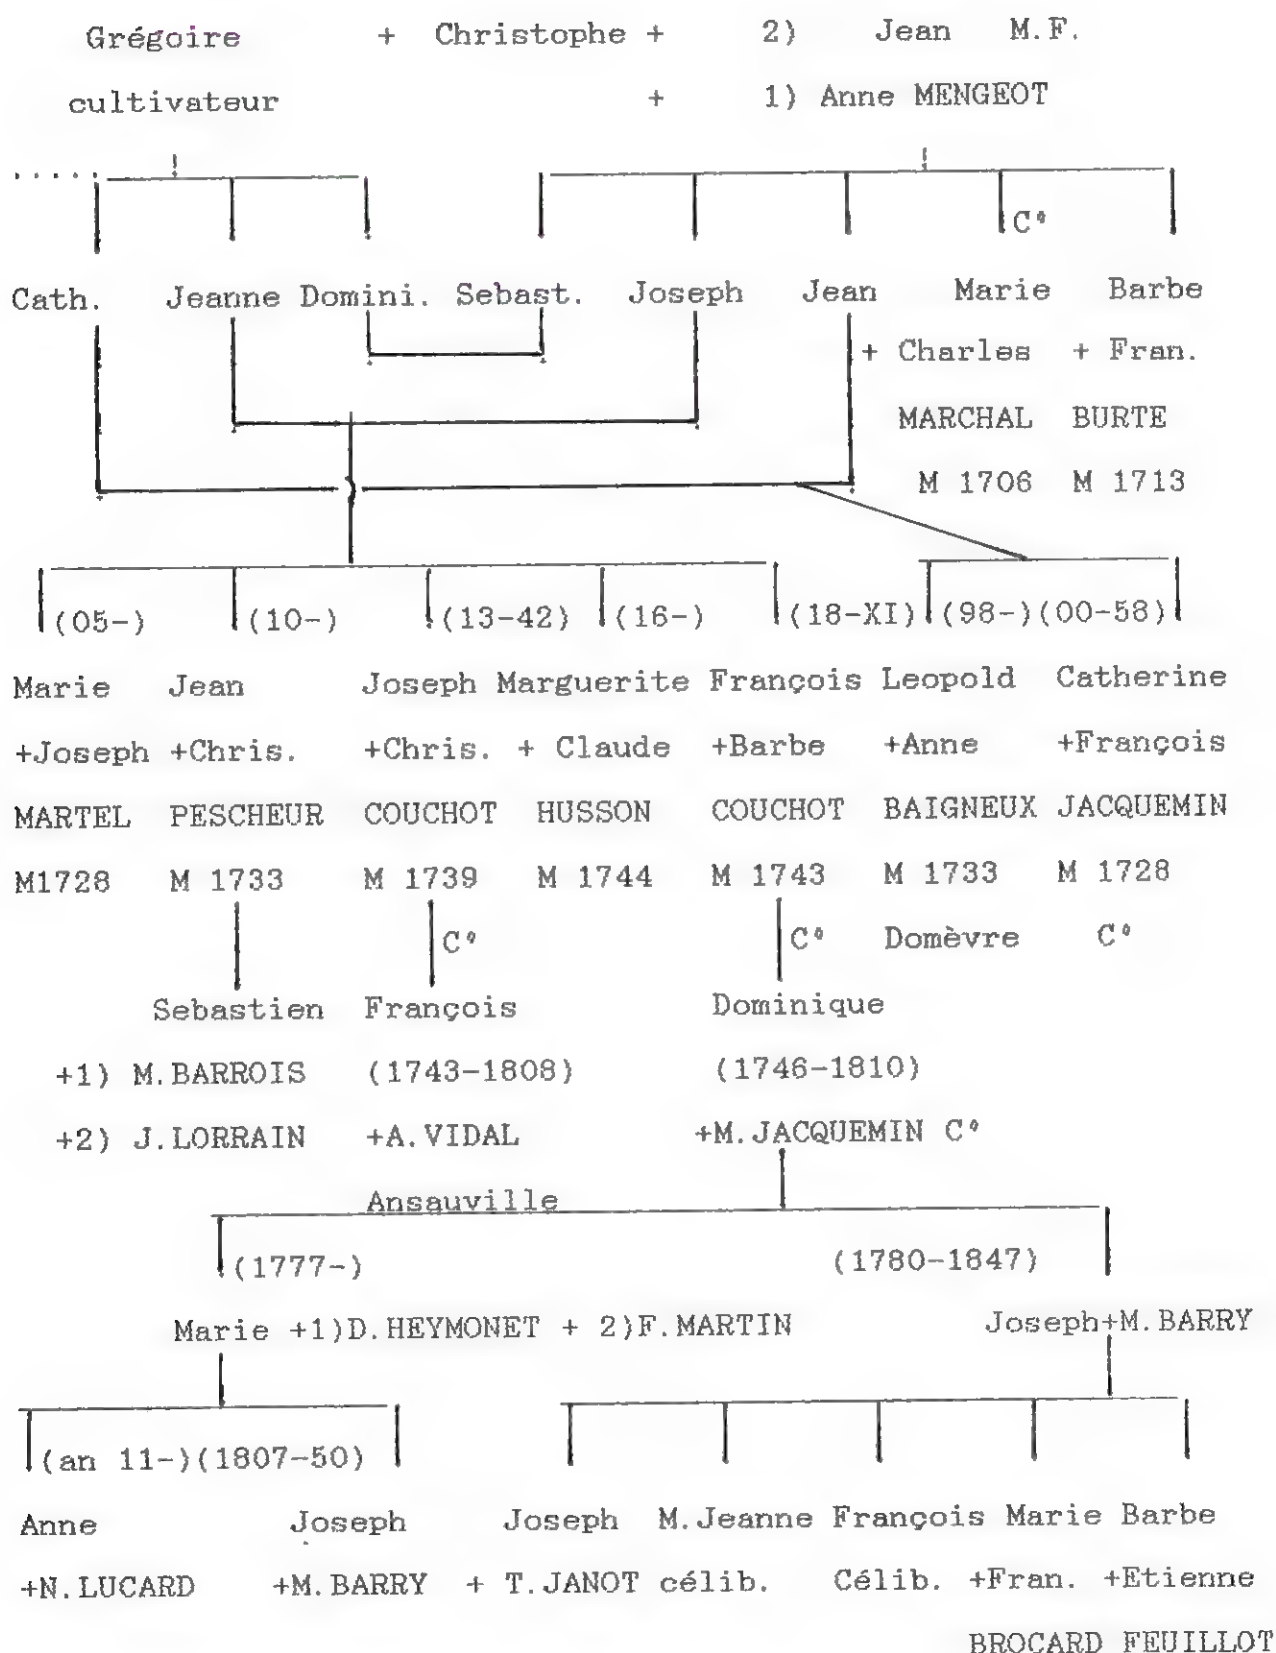 Grégoire + Christophe + 2) Jean M.F.
cultivateur + 1) Anne MENGEOT
C°
Cath. Jeanne Domini. Sebast. Joseph Jean Marie Barbe
+ Charles + Fran.
MARCHAL BURTE
M 1706 M 1713
(05-) (10-) (13-42) (16-) (18-XI) (98-)(00-58)
Marie Jean Joseph Marguerite François Leopold Catherine
+Joseph +Chris. +Chris. + Claude +Barbe +Anne +François
MARTEL PESCHEUR COUCHOT HUSSON COUCHOT BAIGNEUX JACQUEMIN
M1728 M 1733 M 1739 M 1744 M 1743 M 1733 M 1728
C° C° Domèvre C°
Sebastien François Dominique
+1) M.BARROIS (1743-1808) (1746-1810)
+2) J.LORRAIN +A.VIDAL +M.JACQUEMIN C°
Ansauville
(1777-) (1780-1847)
Marie +1)D.HEYMONET + 2)F.MARTIN Joseph+M.BARRY
(an 11-)(1807-50)
Anne Joseph Joseph M.Jeanne François Marie Barbe
+N.LUCARD +M.BARRY + T.JANOT célib. Célib. +Fran. +Etienne
BROCARD FEUILLOT